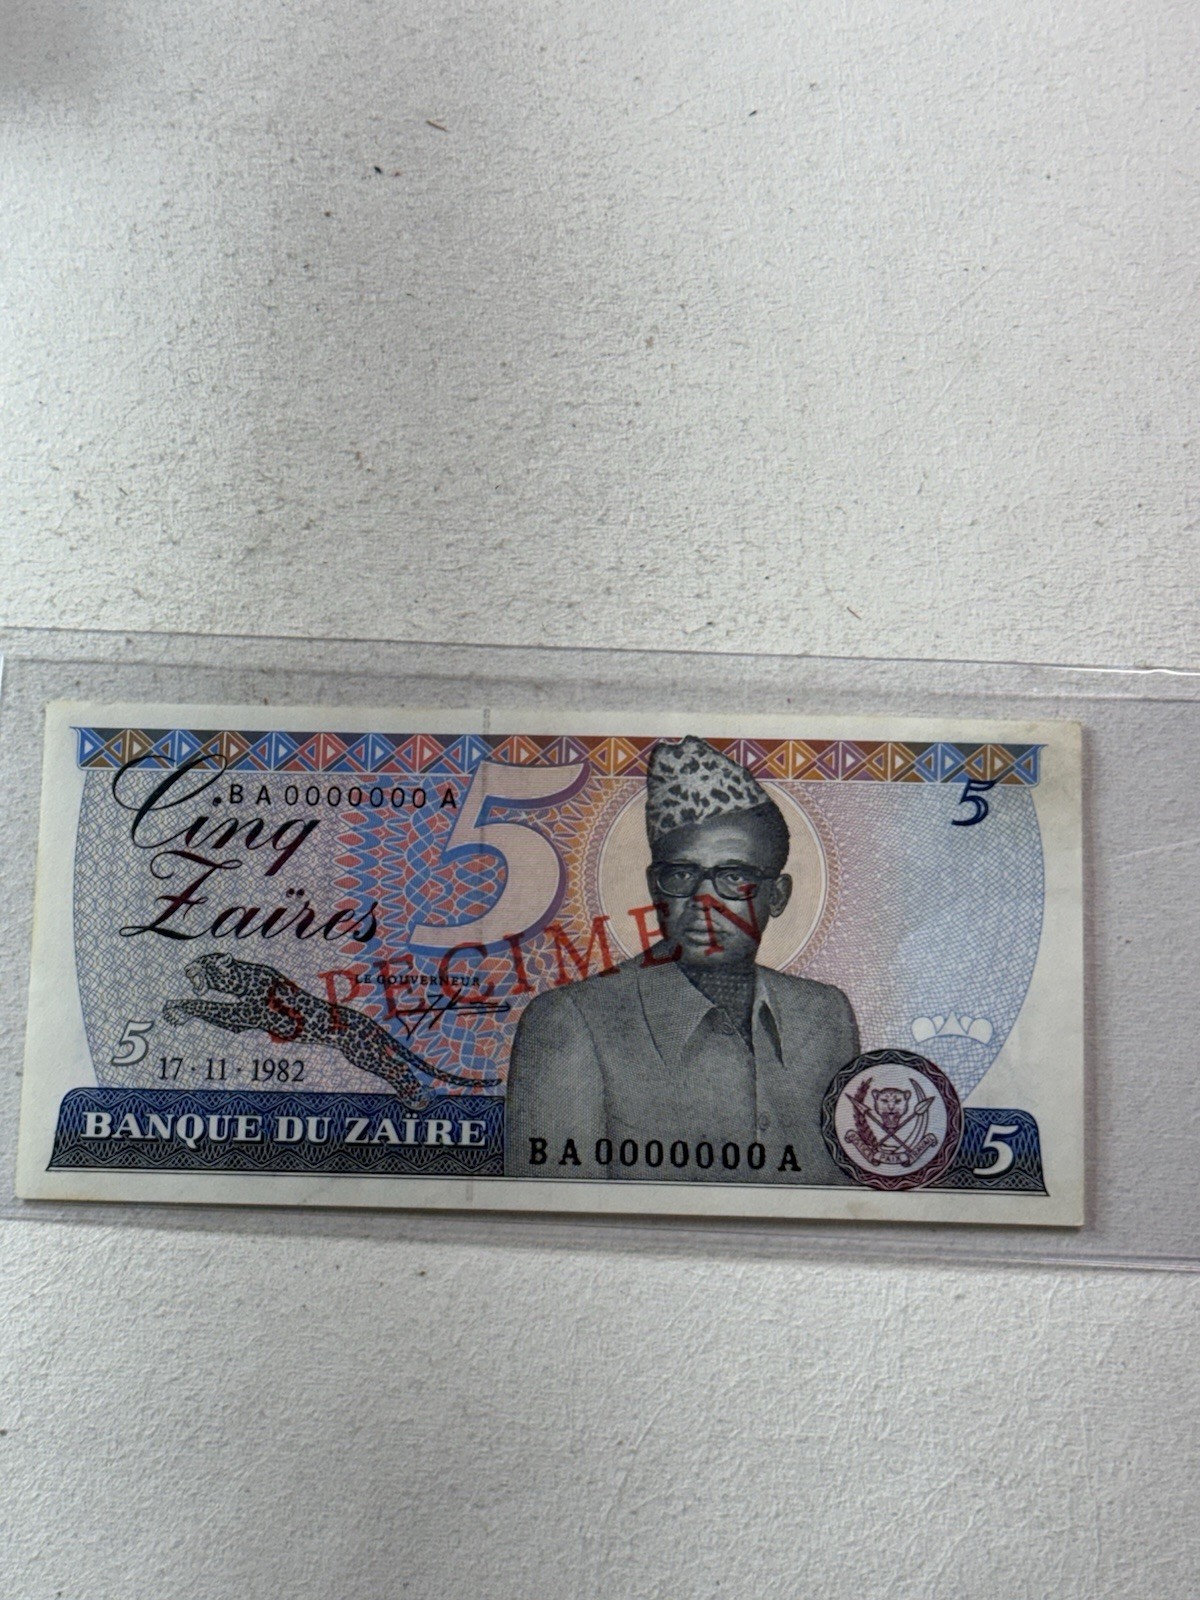 BA0000000A
Cinq
Zaïres
5
5
SPECIMEN
LE GOUVERNEUR
5
17·11·1982
BANQUE DU ZAÏRE
BA0000000A
5